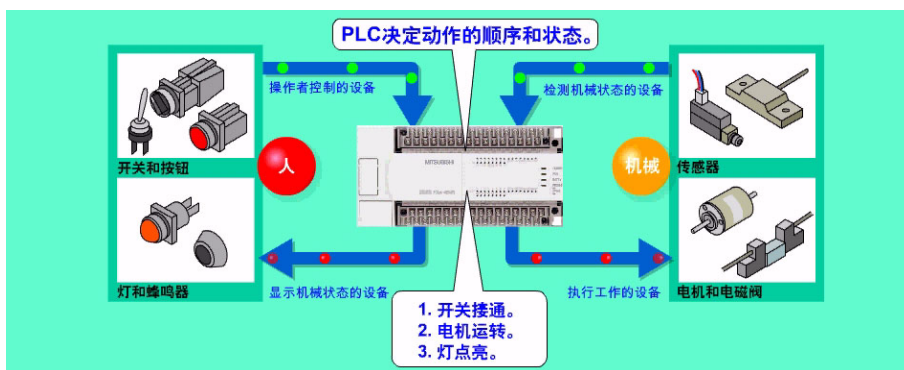 PLC决定动作的顺序和状态。
操作者控制的设备
检测机械状态的设备
MITSUBISHI
开关和按钮
人
机械
传感器
灯和蜂鸣器
显示机械状态的设备
执行工作的设备
电机和电磁阀
1. 开关接通。
2. 电机运转。
3. 灯点亮。